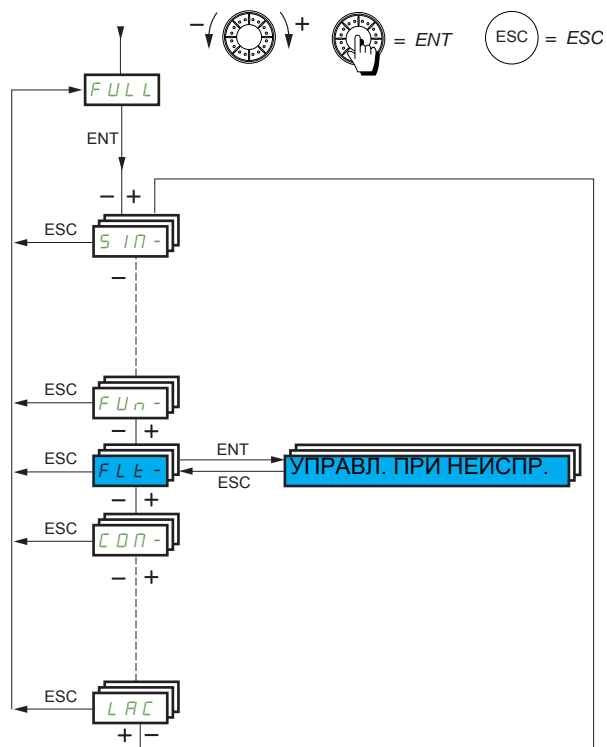 − + = ENT ESC = ESC
FULL
ENT
− +
ESC SIM-
−
ESC FUn-
− +
ESC FLt- ENT УПРАВЛ. ПРИ НЕИСПР.
ESC
− +
ESC COM-
− +
ESC LAC
+ −